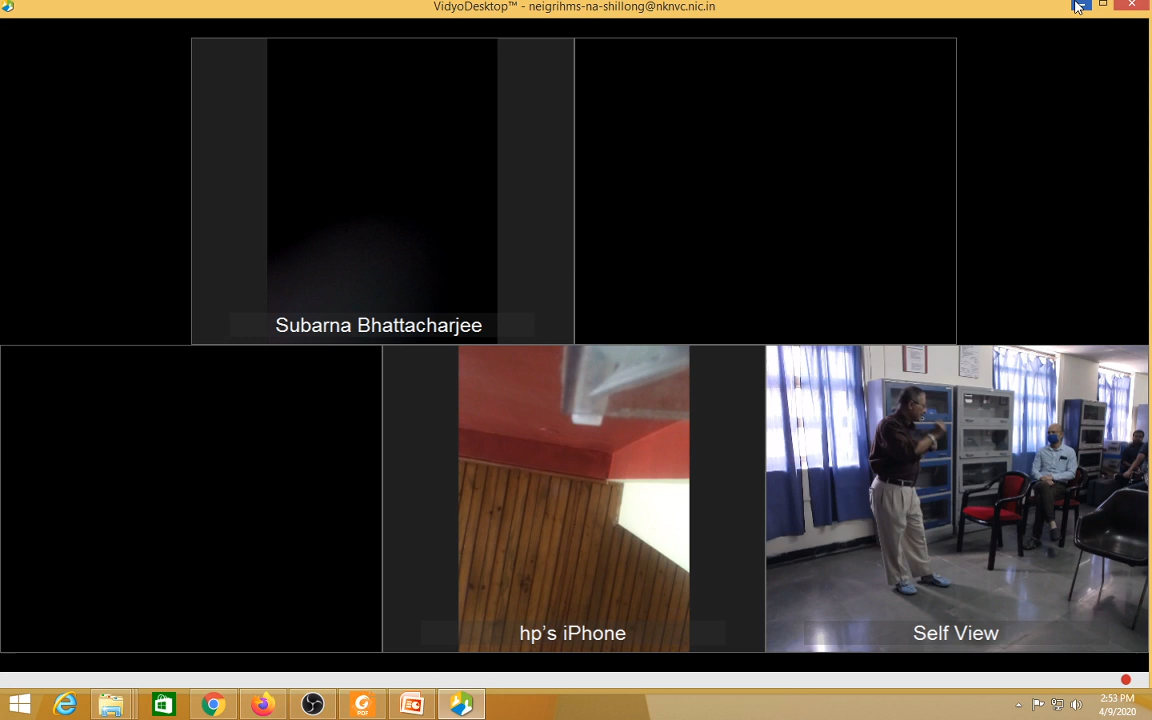 VidyoDesktop™ - neigrihms-na-shillong@nknvc.nic.in
Subarna Bhattacharjee
hp's iPhone
Self View
PDF
2:53 PM
4/9/2020